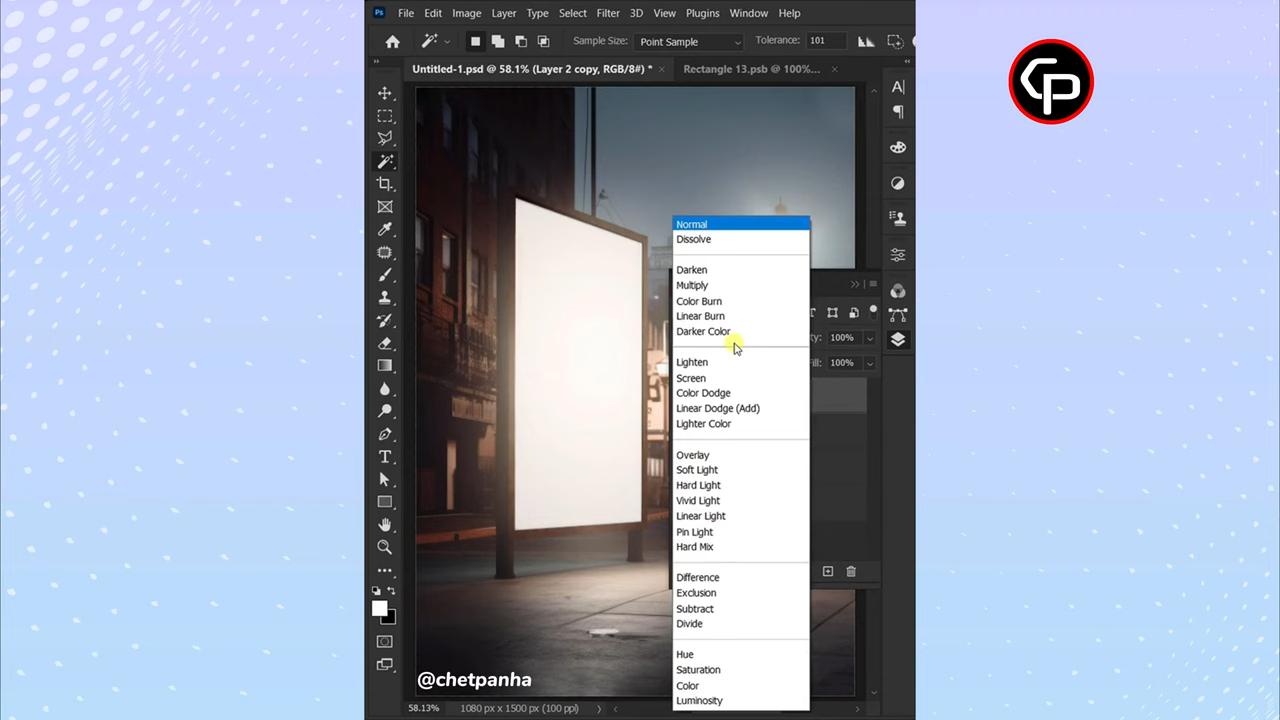 Ps File Edit Image Layer Type Select Filter 3D View Plugins Window Help
Sample Size: Point Sample Tolerance: 101
Untitled-1.psd @ 58.1% (Layer 2 copy, RGB/8#) * × Rectangle 13.psb @ 100%... ×
CP
Normal
Dissolve
Darken
Multiply
Color Burn
Linear Burn
Darker Color
ty: 100%
Lighten
Fill: 100%
Screen
Color Dodge
Linear Dodge (Add)
Lighter Color
Overlay
Soft Light
Hard Light
Vivid Light
Linear Light
Pin Light
Hard Mix
Difference
Exclusion
Subtract
Divide
Hue
Saturation
Color
Luminosity
@chetpanha
58.13% 1080 px x 1500 px (100 ppi)